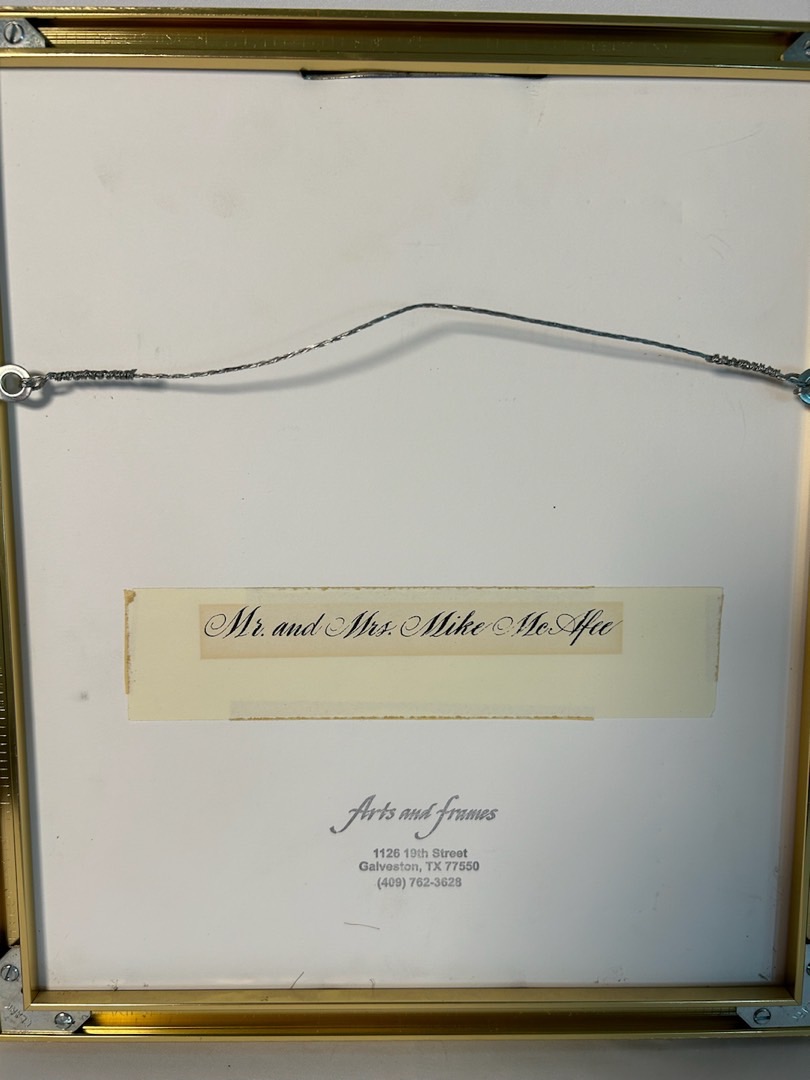 Mr. and Mrs. Mike McAfee
Arts and frames
1126 19th Street
Galveston, TX 77550
(409) 762-3628